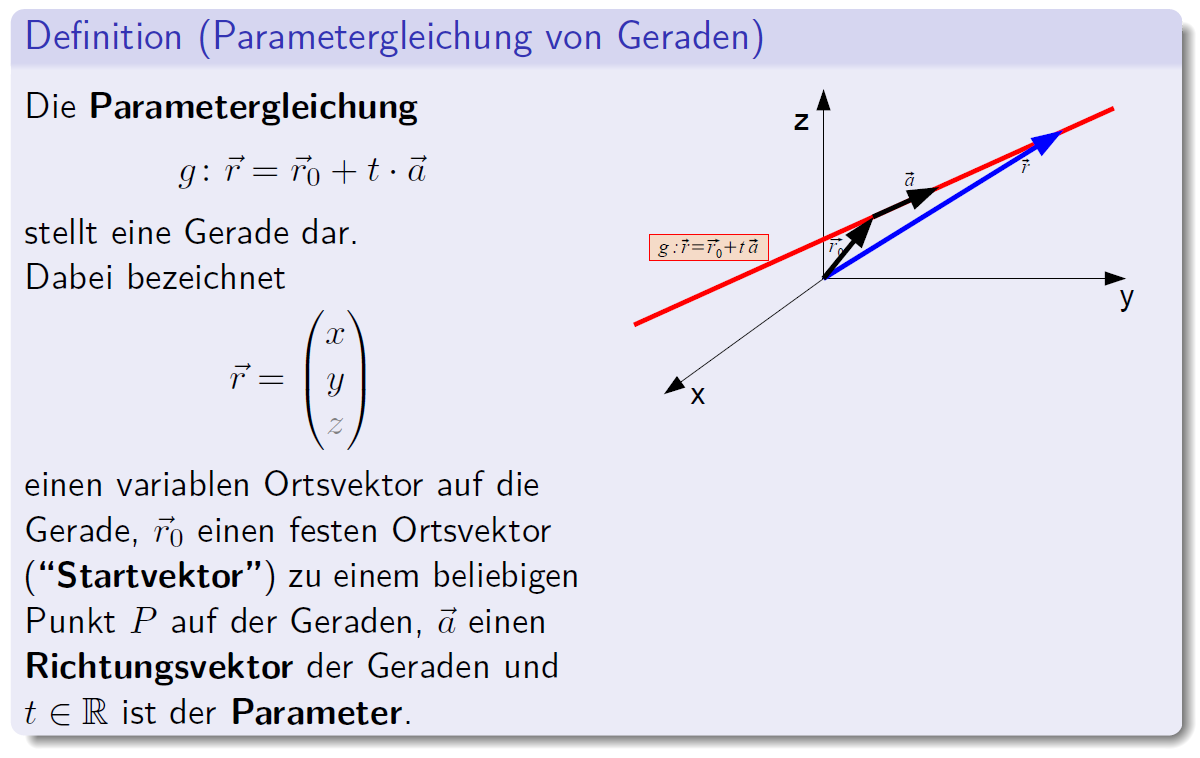 Definition (Parametergleichung von Geraden)
Die Parametergleichung
g: r⃗ = r⃗₀ + t · a⃗
stellt eine Gerade dar.
Dabei bezeichnet
r⃗ = (x
y
z)
einen variablen Ortsvektor auf die
Gerade, r⃗₀ einen festen Ortsvektor
(“Startvektor”) zu einem beliebigen
Punkt P auf der Geraden, a⃗ einen
Richtungsvektor der Geraden und
t ∈ ℝ ist der Parameter.
z
a⃗
r⃗
g : r⃗ = r⃗₀ + t a⃗
r⃗₀
y
x